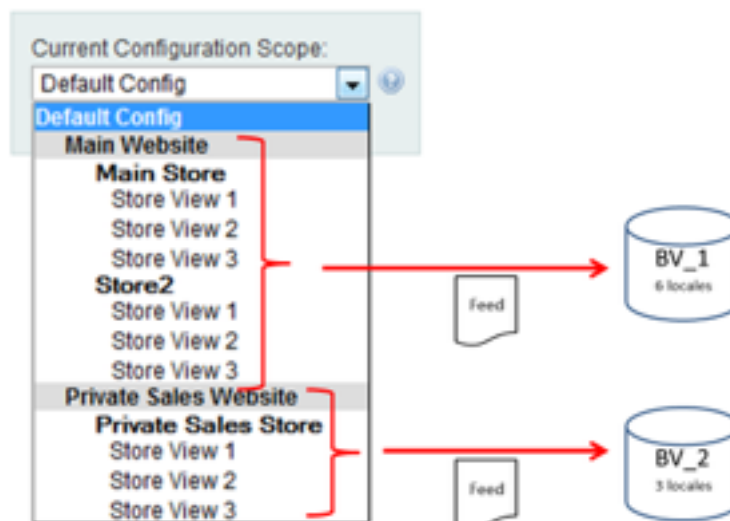 Current Configuration Scope:
Default Config
Default Config
Main Website
Main Store
Store View 1
Store View 2
Store View 3
Store2
Store View 1
Store View 2
Store View 3
Private Sales Website
Private Sales Store
Store View 1
Store View 2
Store View 3
BV_1
6 locales
Feed
BV_2
3 locales
Feed